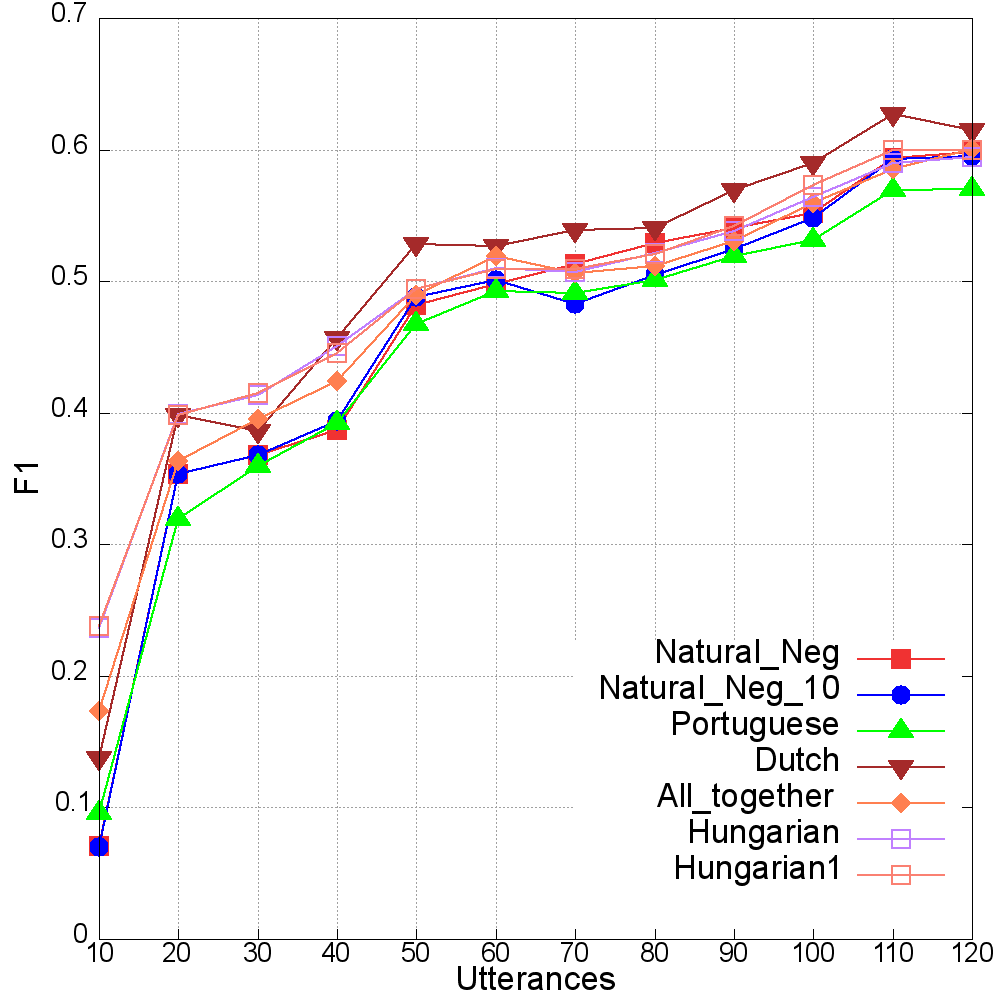 0.7
0.6
0.5
0.4
0.3
0.2
0.1
0
F1
Natural_Neg
Natural_Neg_10
Portuguese
Dutch
All_together
Hungarian
Hungarian1
10 20 30 40 50 60 70 80 90 100 110 120
Utterances